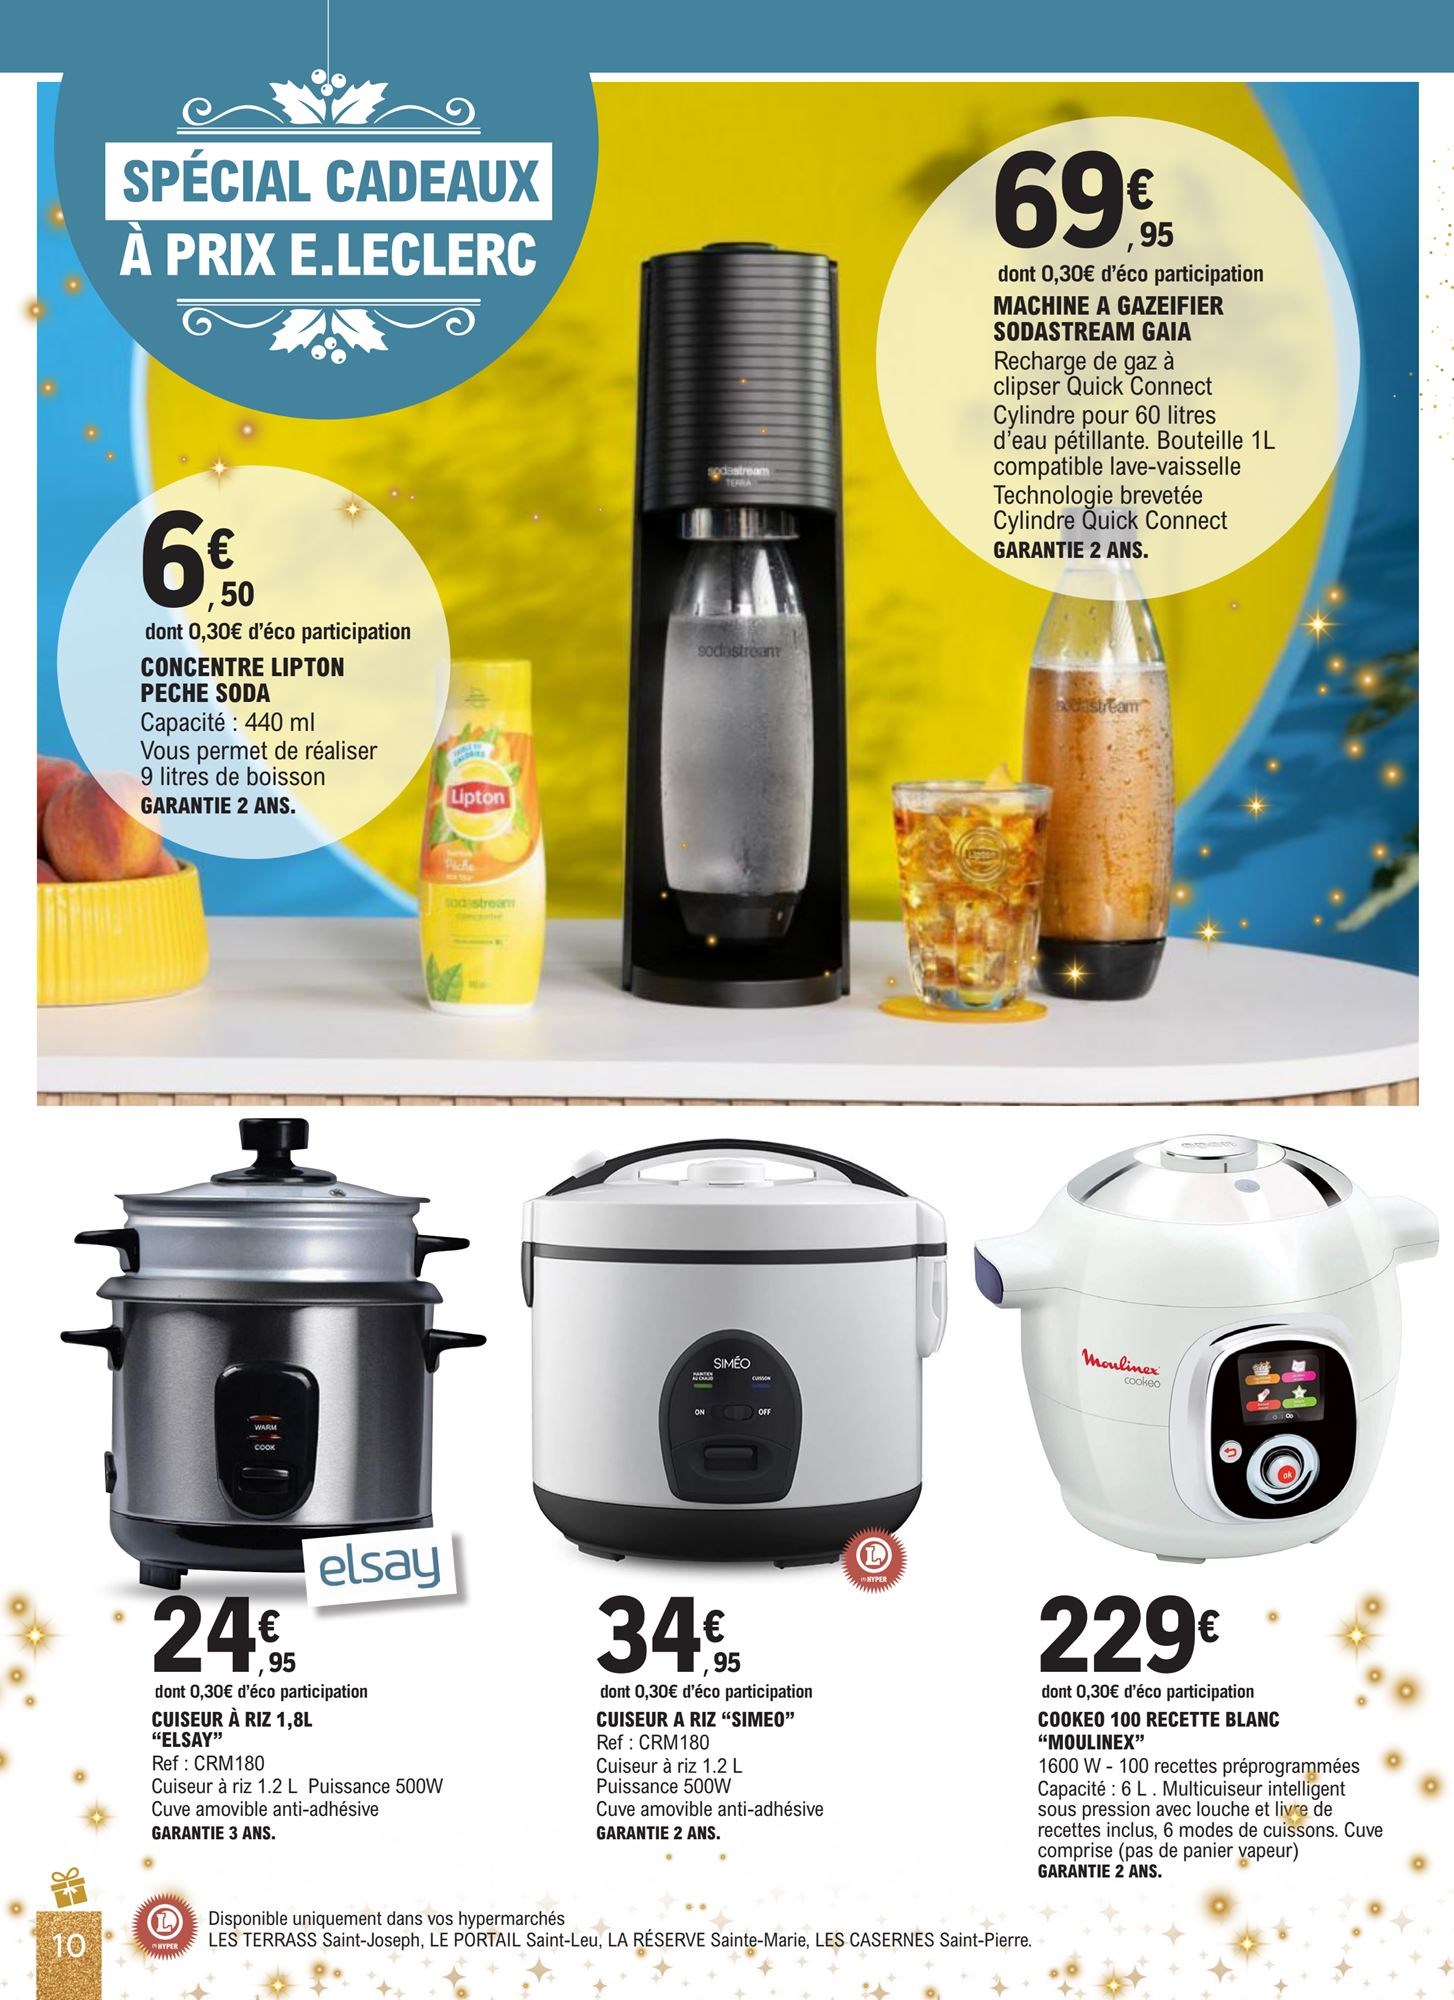 SPÉCIAL CADEAUX
À PRIX E.LECLERC
69€,95
dont 0,30€ d'éco participation
MACHINE A GAZEIFIER
SODASTREAM GAIA
Recharge de gaz à
clipser Quick Connect
Cylindre pour 60 litres
d'eau pétillante. Bouteille 1L
compatible lave-vaisselle
Technologie brevetée
Cylindre Quick Connect
GARANTIE 2 ANS.
6€,50
dont 0,30€ d'éco participation
CONCENTRE LIPTON
PECHE SODA
Capacité : 440 ml
Vous permet de réaliser
9 litres de boisson
GARANTIE 2 ANS.
sodastream
TERRA
sodastream
sodastream
Lipton
Pêche
sodastream
concentré
WARM
COOK
elsay
SIMÉO
MAINTIEN
AU CHAUD
CUISSON
ON
OFF
L
HYPER
Moulinex
cookeo
ok
24€,95
dont 0,30€ d'éco participation
CUISEUR À RIZ 1,8L
“ELSAY”
Ref : CRM180
Cuiseur à riz 1.2 L Puissance 500W
Cuve amovible anti-adhésive
GARANTIE 3 ANS.
34€,95
dont 0,30€ d'éco participation
CUISEUR A RIZ “SIMEO”
Ref : CRM180
Cuiseur à riz 1.2 L
Puissance 500W
Cuve amovible anti-adhésive
GARANTIE 2 ANS.
229€
dont 0,30€ d'éco participation
COOKEO 100 RECETTE BLANC
“MOULINEX”
1600 W - 100 recettes préprogrammées
Capacité : 6 L . Multicuiseur intelligent
sous pression avec louche et livre de
recettes inclus, 6 modes de cuissons. Cuve
comprise (pas de panier vapeur)
GARANTIE 2 ANS.
10
L
HYPER
Disponible uniquement dans vos hypermarchés
LES TERRASS Saint-Joseph, LE PORTAIL Saint-Leu, LA RÉSERVE Sainte-Marie, LES CASERNES Saint-Pierre.